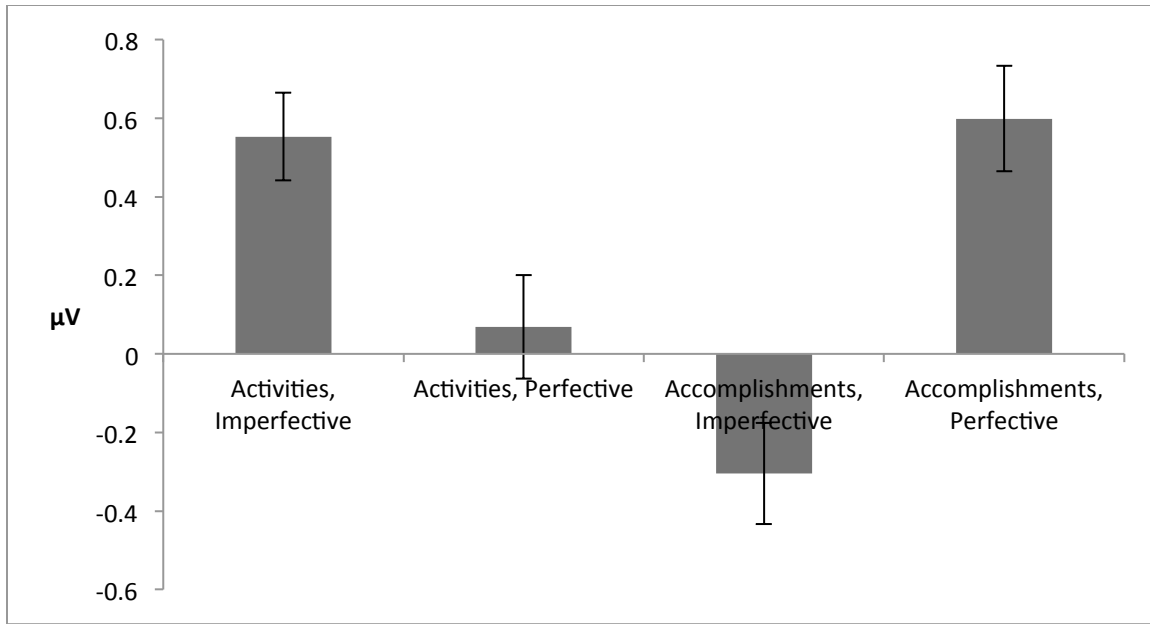 0.8
0.6
0.4
0.2
µV
0
Activities,
Imperfective
Activities, Perfective
Accomplishments,
Imperfective
Accomplishments,
Perfective
-0.2
-0.4
-0.6